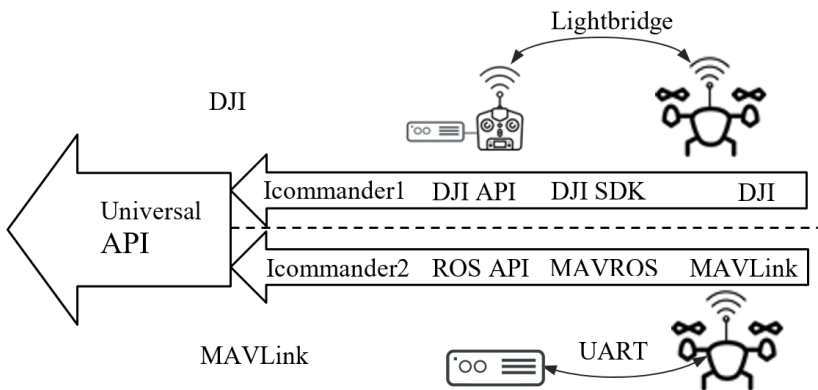 Lightbridge
DJI
Icommander1 DJI API DJI SDK DJI
Universal
API
Icommander2 ROS API MAVROS MAVLink
MAVLink
UART